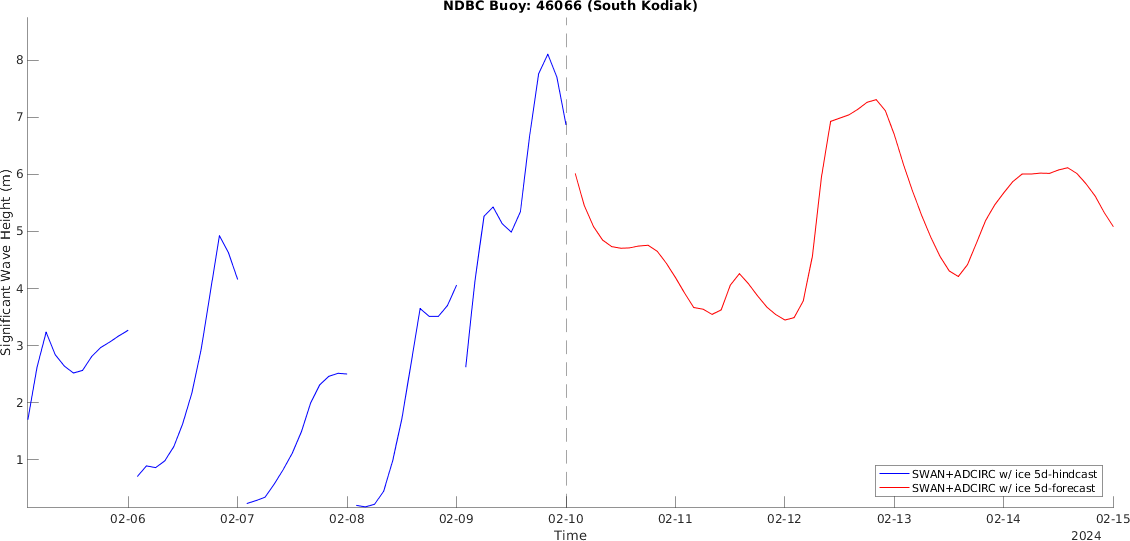 NDBC Buoy: 46066 (South Kodiak)
Significant Wave Height (m)
8
7
6
5
4
3
2
1
SWAN+ADCIRC w/ ice 5d-hindcast
SWAN+ADCIRC w/ ice 5d-forecast
02-06 02-07 02-08 02-09 02-10 02-11 02-12 02-13 02-14 02-15
Time
2024